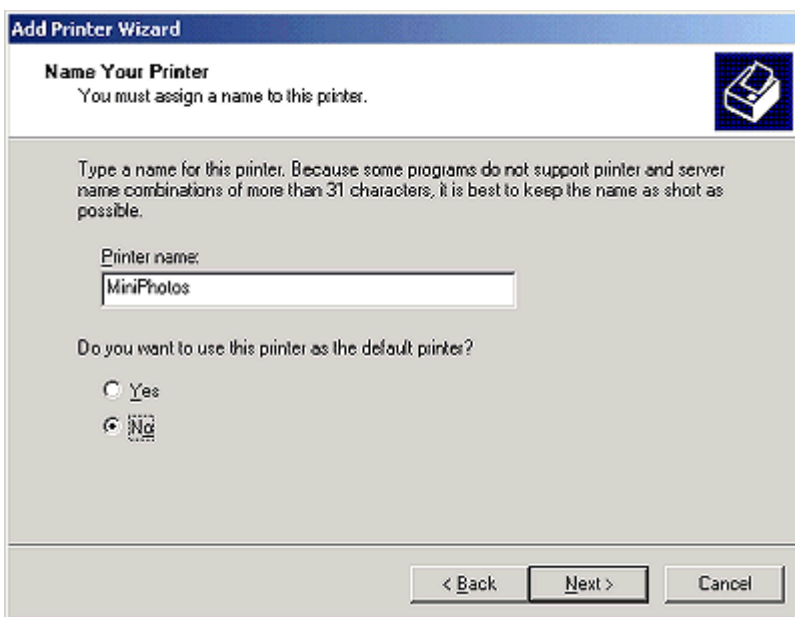 Add Printer Wizard
Name Your Printer
You must assign a name to this printer.
Type a name for this printer. Because some programs do not support printer and server
name combinations of more than 31 characters, it is best to keep the name as short as
possible.
Printer name:
MiniPhotos
Do you want to use this printer as the default printer?
Yes
No
< Back Next > Cancel